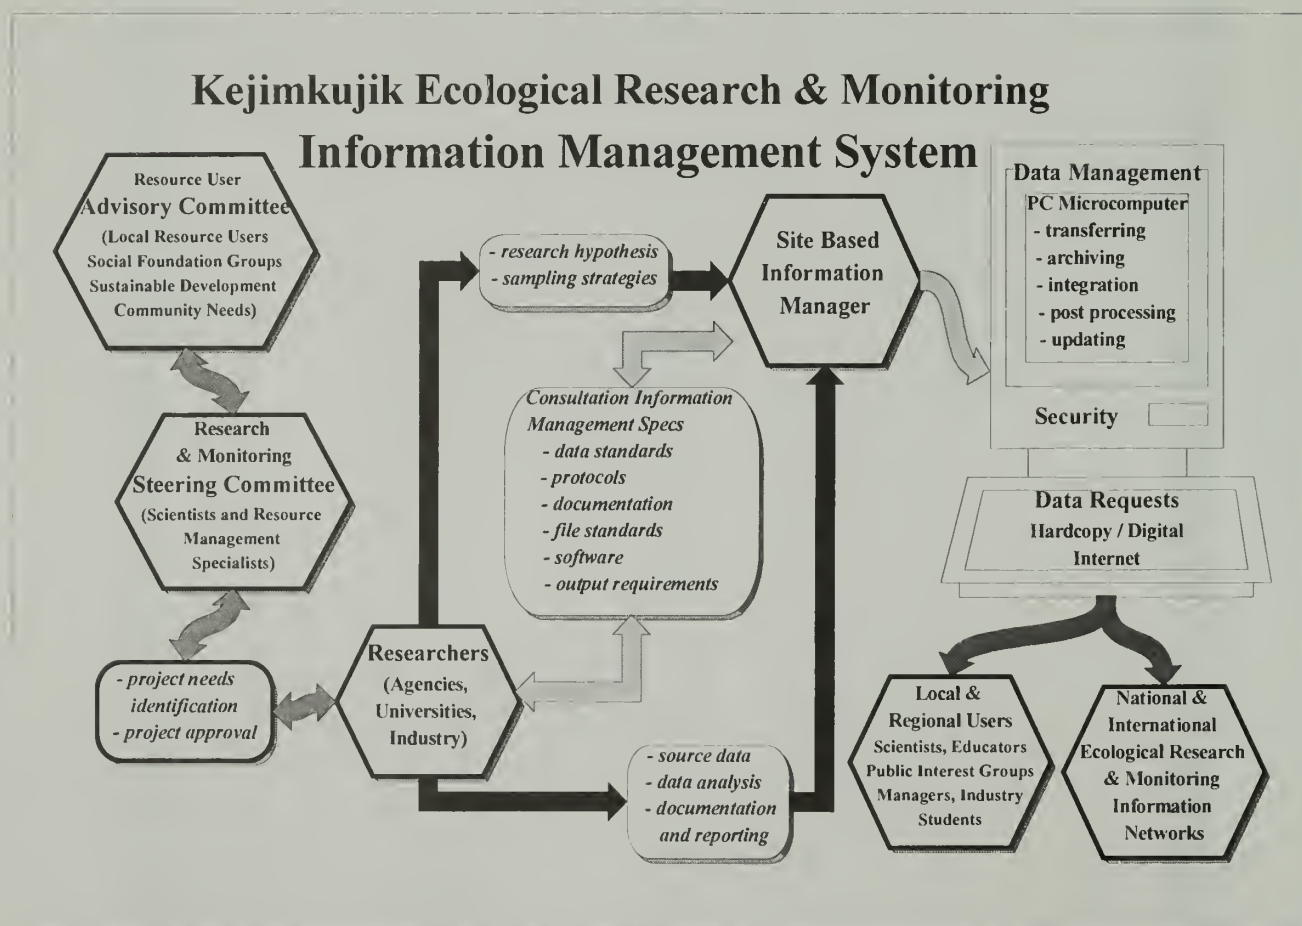 Kejimkujik Ecological Research & Monitoring
Information Management System
Resource User
Advisory Committee
(Local Resource Users
Social Foundation Groups
Sustainable Development
Community Needs)
Research
& Monitoring
Steering Committee
(Scientists and Resource
Management
Specialists)
- project needs
identification
- project approval
Researchers
(Agencies,
Universities,
Industry)
- research hypothesis
- sampling strategies
Consultation Information
Management Specs
- data standards
- protocols
- documentation
- file standards
- software
- output requirements
- source data
- data analysis
- documentation
and reporting
Site Based
Information
Manager
Data Management
PC Microcomputer
- transferring
- archiving
- integration
- post processing
- updating
Security
Data Requests
Hardcopy / Digital
Internet
Local &
Regional Users
Scientists, Educators
Public Interest Groups
Managers, Industry
Students
National &
International
Ecological Research
& Monitoring
Information
Networks